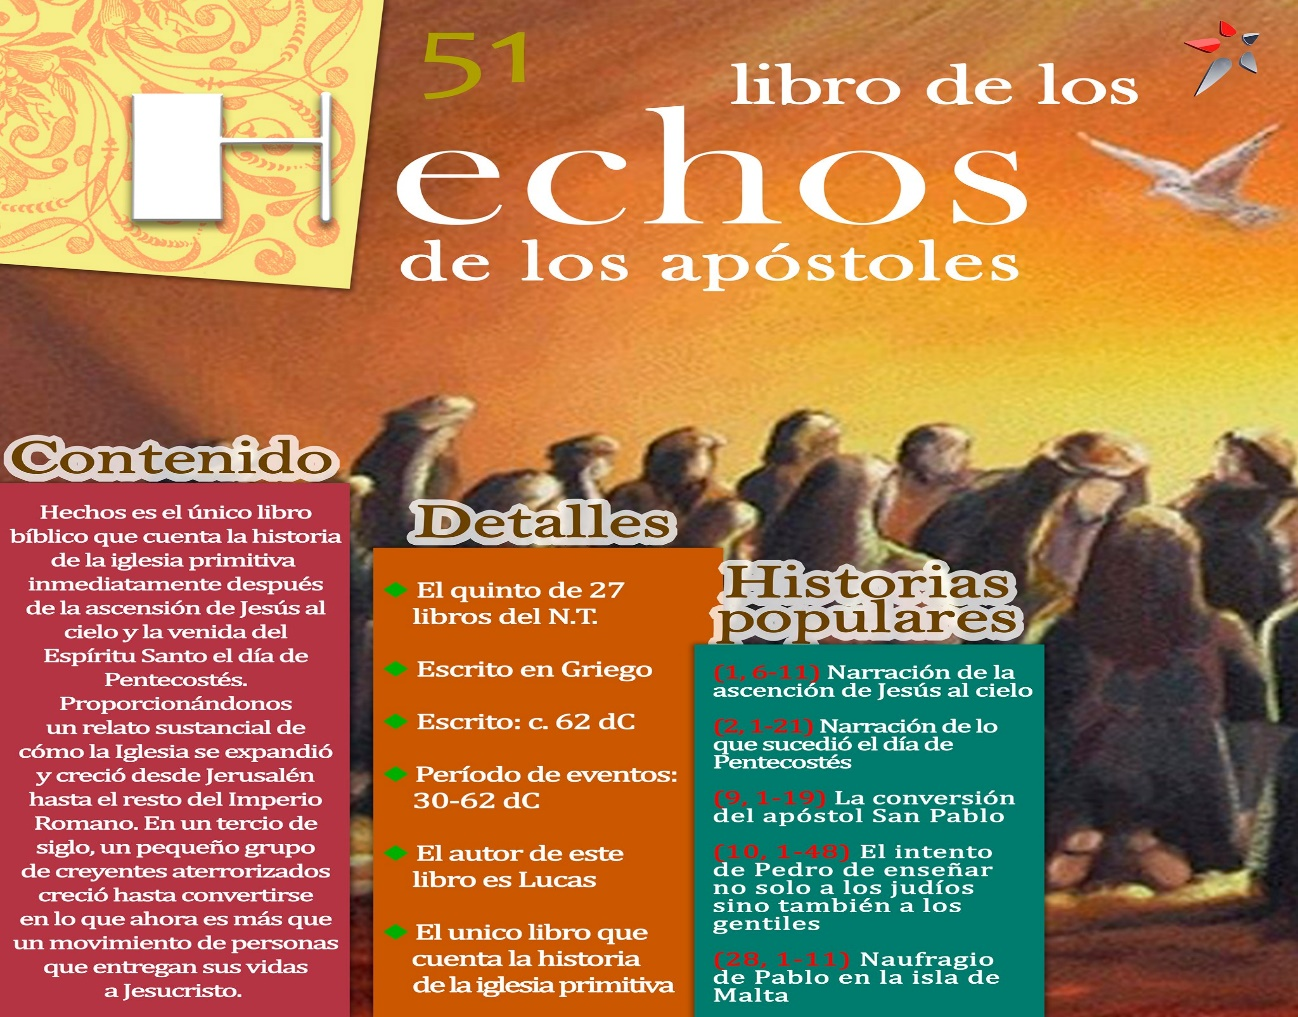 51
libro de los
Hechos
de los apóstoles
Contenido
Hechos es el único libro
bíblico que cuenta la historia
de la iglesia primitiva
inmediatamente después
de la ascensión de Jesús al
cielo y la venida del
Espíritu Santo el día de
Pentecostés.
Proporcionándonos
un relato sustancial de
cómo la Iglesia se expandió
y creció desde Jerusalén
hasta el resto del Imperio
Romano. En un tercio de
siglo, un pequeño grupo
de creyentes aterrorizados
creció hasta convertirse
en lo que ahora es más que
un movimiento de personas
que entregan sus vidas
a Jesucristo.
Detalles
El quinto de 27
libros del N.T.
Escrito en Griego
Escrito: c. 62 dC
Período de eventos:
30-62 dC
El autor de este
libro es Lucas
El unico libro que
cuenta la historia
de la iglesia primitiva
Historias
populares
(1, 6-11) Narración de la
ascención de Jesús al cielo
(2, 1-21) Narración de lo
que sucedió el día de
Pentecostés
(9, 1-19) La conversión
del apóstol San Pablo
(10, 1-48) El intento
de Pedro de enseñar
no solo a los judíos
sino también a los
gentiles
(28, 1-11) Naufragio
de Pablo en la isla de
Malta